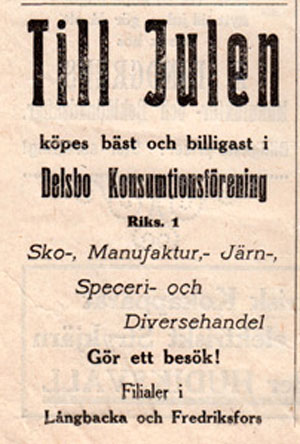 Till Julen
köpes bäst och billigast i
Delsbo Konsumtionsförening
Riks. 1
Sko-, Manufaktur,- Järn-,
Speceri- och
Diversehandel
Gör ett besök!
Filialer i
Långbacka och Fredriksfors